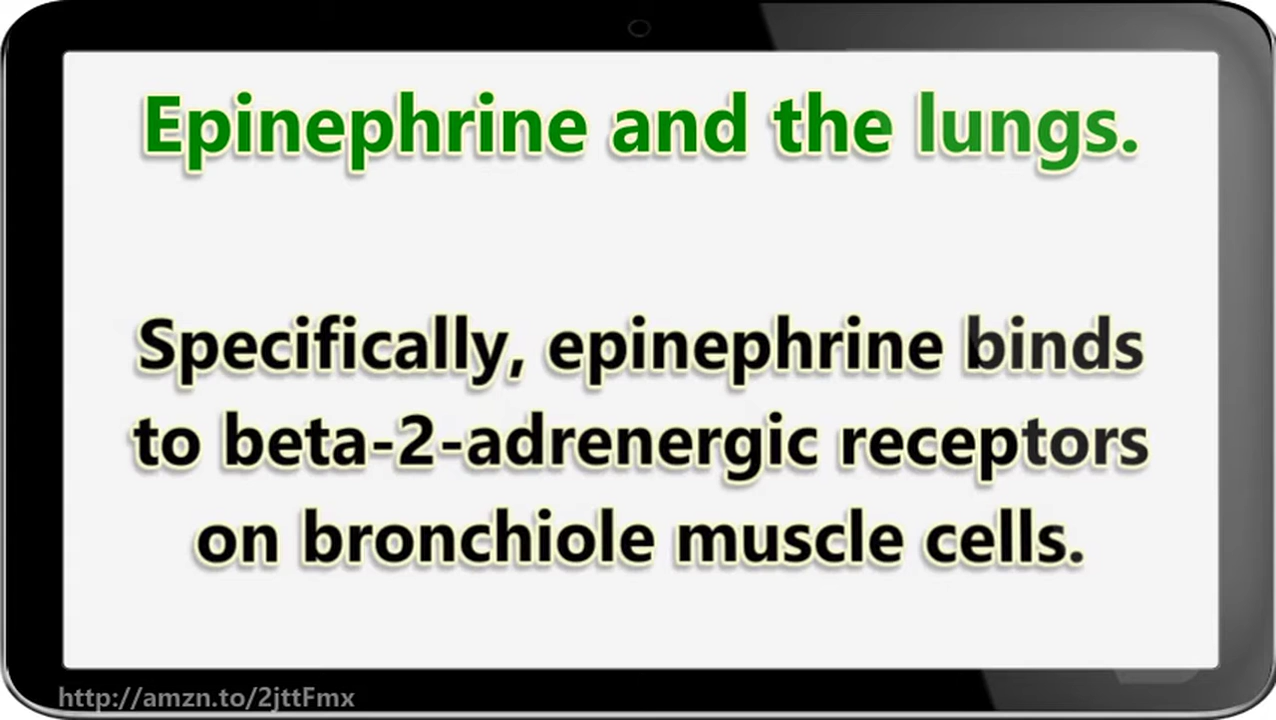 Epinephrine and the lungs.
Specifically, epinephrine binds
to beta-2-adrenergic receptors
on bronchiole muscle cells.
http://amzn.to/2jttFmx